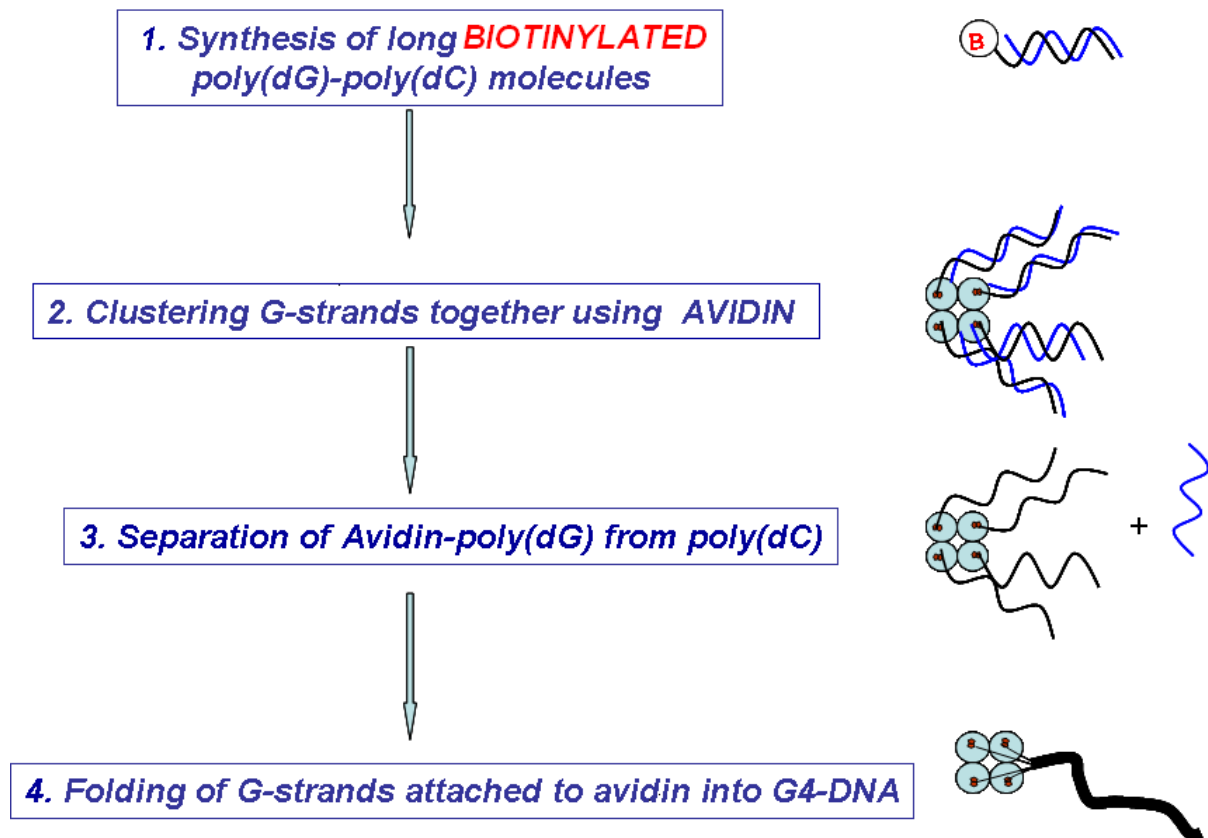 1. Synthesis of long BIOTINYLATED
poly(dG)-poly(dC) molecules
B
2. Clustering G-strands together using AVIDIN
3. Separation of Avidin-poly(dG) from poly(dC)
+
4. Folding of G-strands attached to avidin into G4-DNA